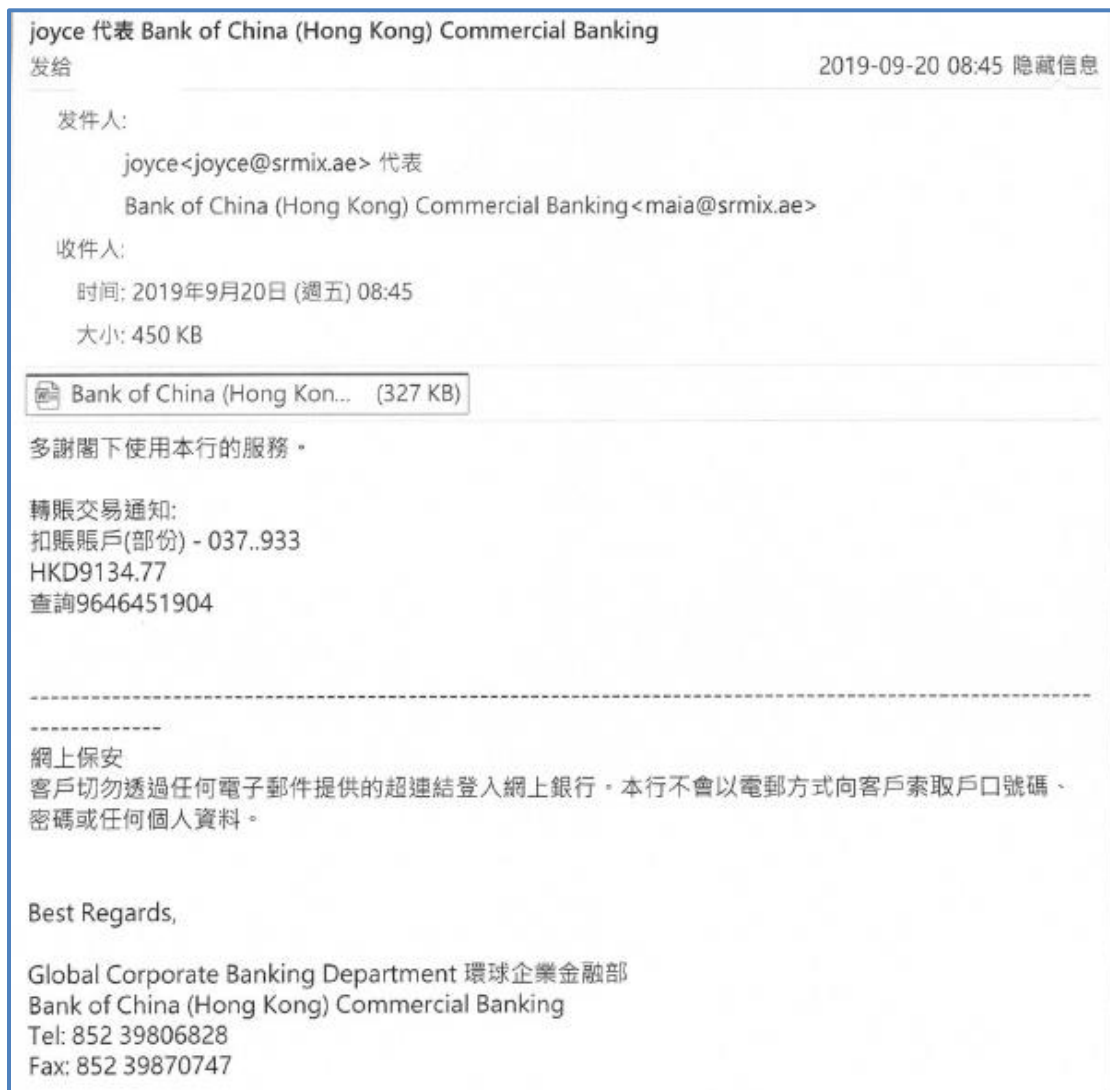 joyce 代表 Bank of China (Hong Kong) Commercial Banking
发给
2019-09-20 08:45 隐藏信息
发件人:
joyce<joyce@srmix.ae> 代表
Bank of China (Hong Kong) Commercial Banking<maia@srmix.ae>
收件人:
时间: 2019年9月20日 (週五) 08:45
大小: 450 KB
Bank of China (Hong Kon... (327 KB)
多謝閣下使用本行的服務。
轉賬交易通知:
扣賬賬戶(部份) - 037..933
HKD9134.77
查詢9646451904
------------------------------------------------------------------------------------------
-------------
網上保安
客戶切勿透過任何電子郵件提供的超連結登入網上銀行。本行不會以電郵方式向客戶索取戶口號碼、
密碼或任何個人資料。
Best Regards,
Global Corporate Banking Department 環球企業金融部
Bank of China (Hong Kong) Commercial Banking
Tel: 852 39806828
Fax: 852 39870747